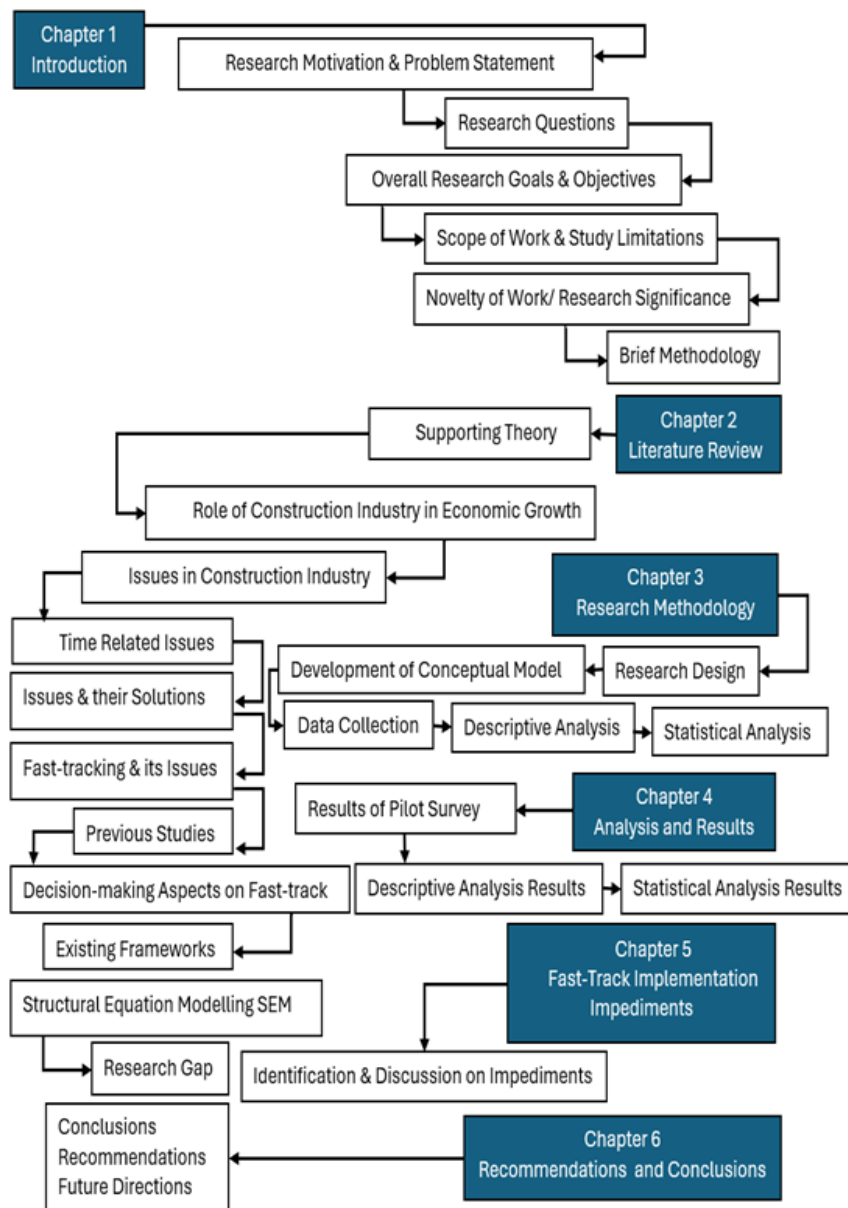 Chapter 1
Introduction
Research Motivation & Problem Statement
Research Questions
Overall Research Goals & Objectives
Scope of Work & Study Limitations
Novelty of Work/ Research Significance
Brief Methodology
Chapter 2
Literature Review
Supporting Theory
Role of Construction Industry in Economic Growth
Issues in Construction Industry
Time Related Issues
Issues & their Solutions
Fast-tracking & its Issues
Previous Studies
Decision-making Aspects on Fast-track
Existing Frameworks
Structural Equation Modelling SEM
Research Gap
Chapter 3
Research Methodology
Research Design
Development of Conceptual Model
Data Collection
Descriptive Analysis
Statistical Analysis
Chapter 4
Analysis and Results
Results of Pilot Survey
Descriptive Analysis Results
Statistical Analysis Results
Chapter 5
Fast-Track Implementation
Impediments
Identification & Discussion on Impediments
Chapter 6
Recommendations and Conclusions
Conclusions
Recommendations
Future Directions